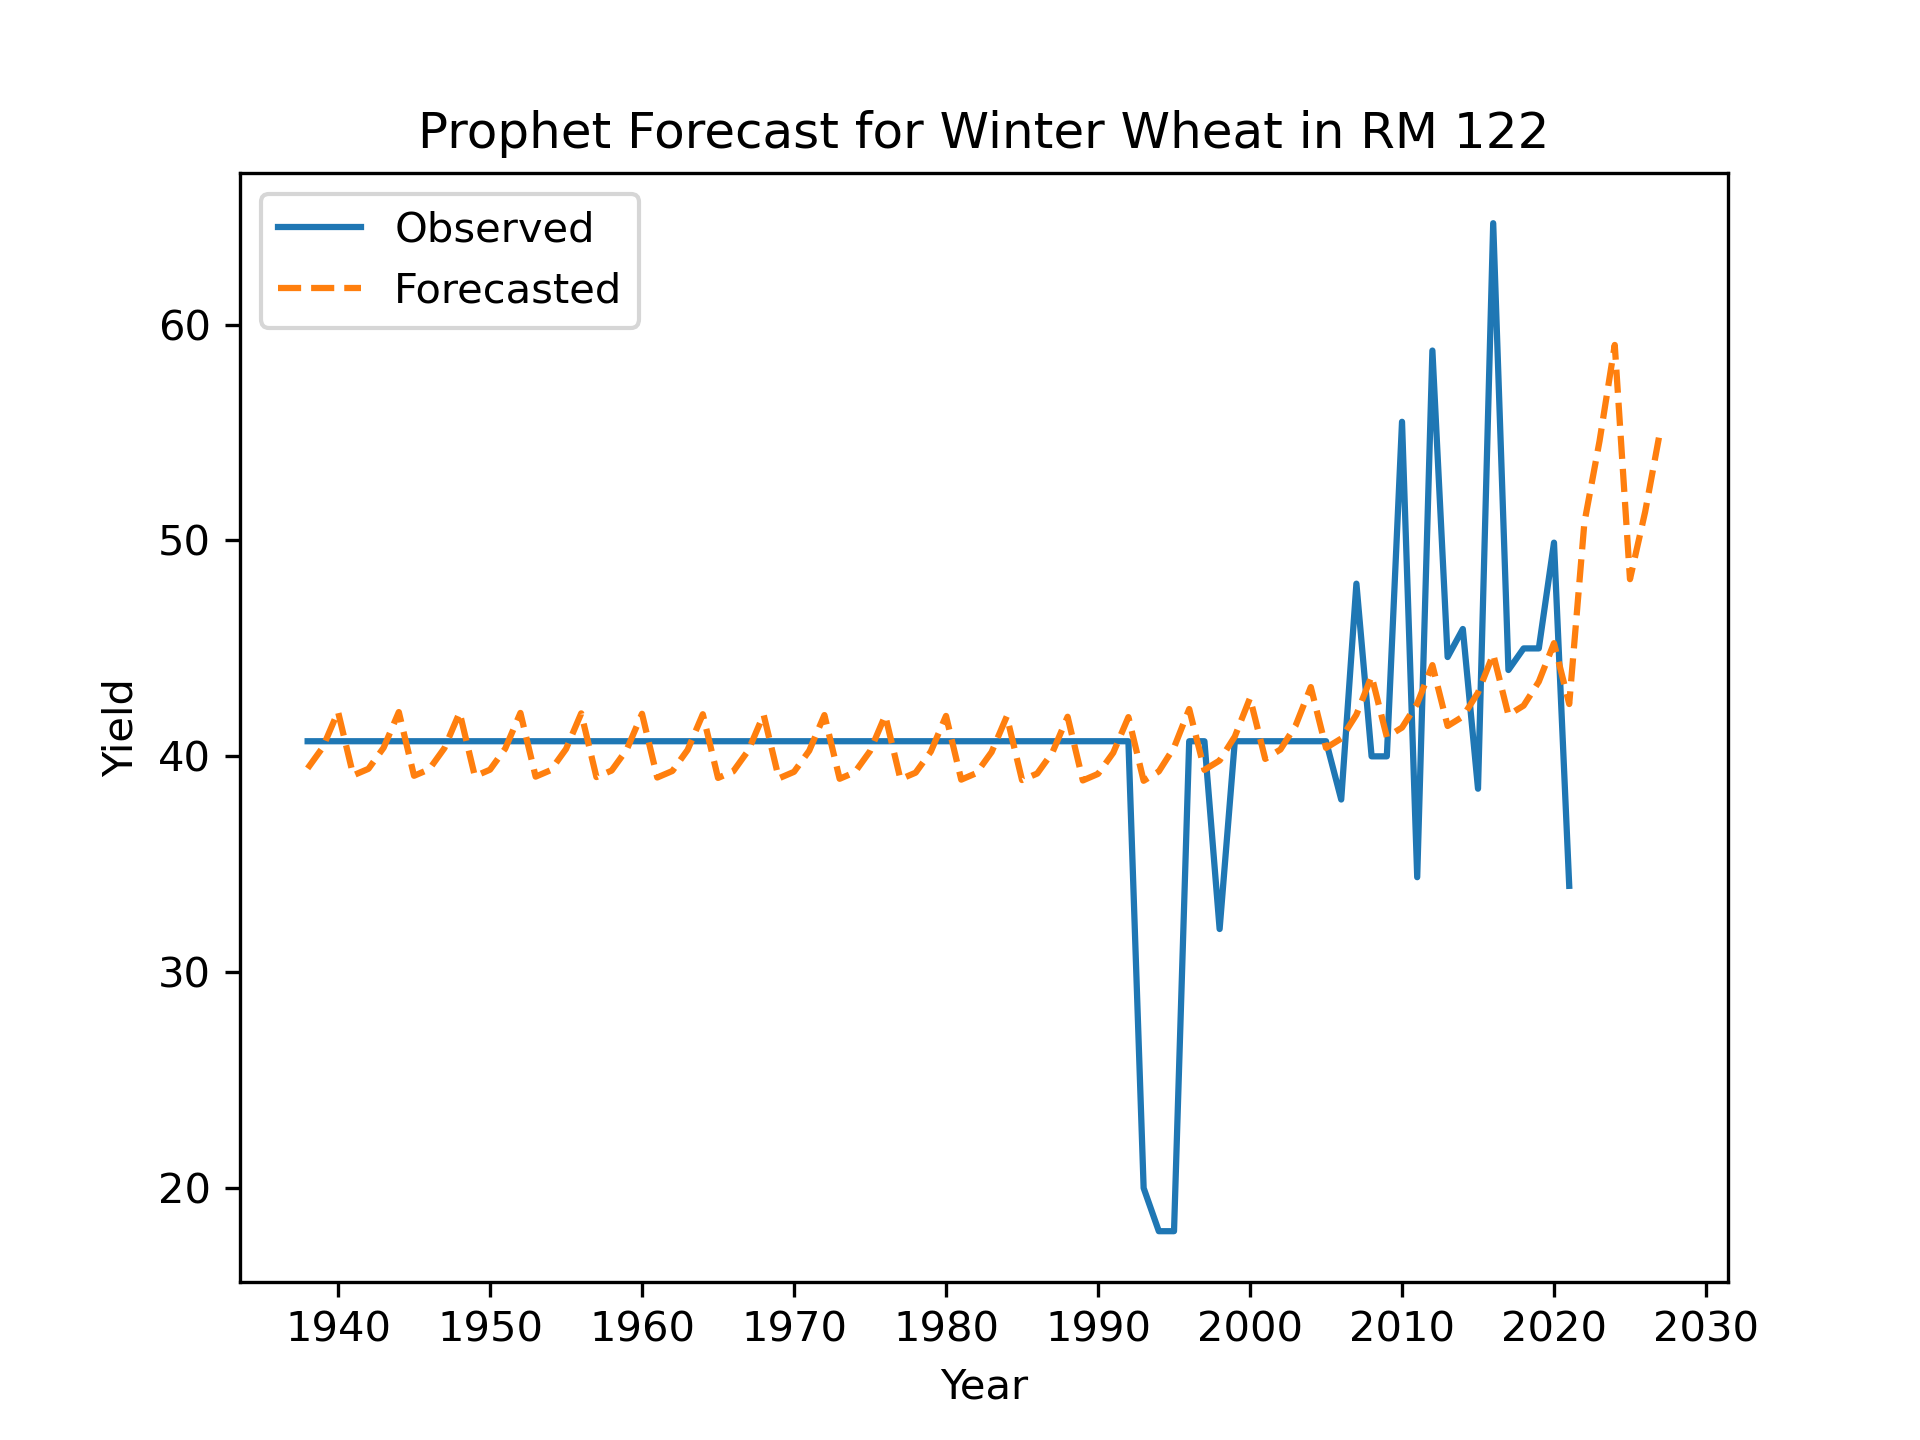 Prophet Forecast for Winter Wheat in RM 122
Observed
Forecasted
60
50
40
30
20
Yield
1940 1950 1960 1970 1980 1990 2000 2010 2020 2030
Year